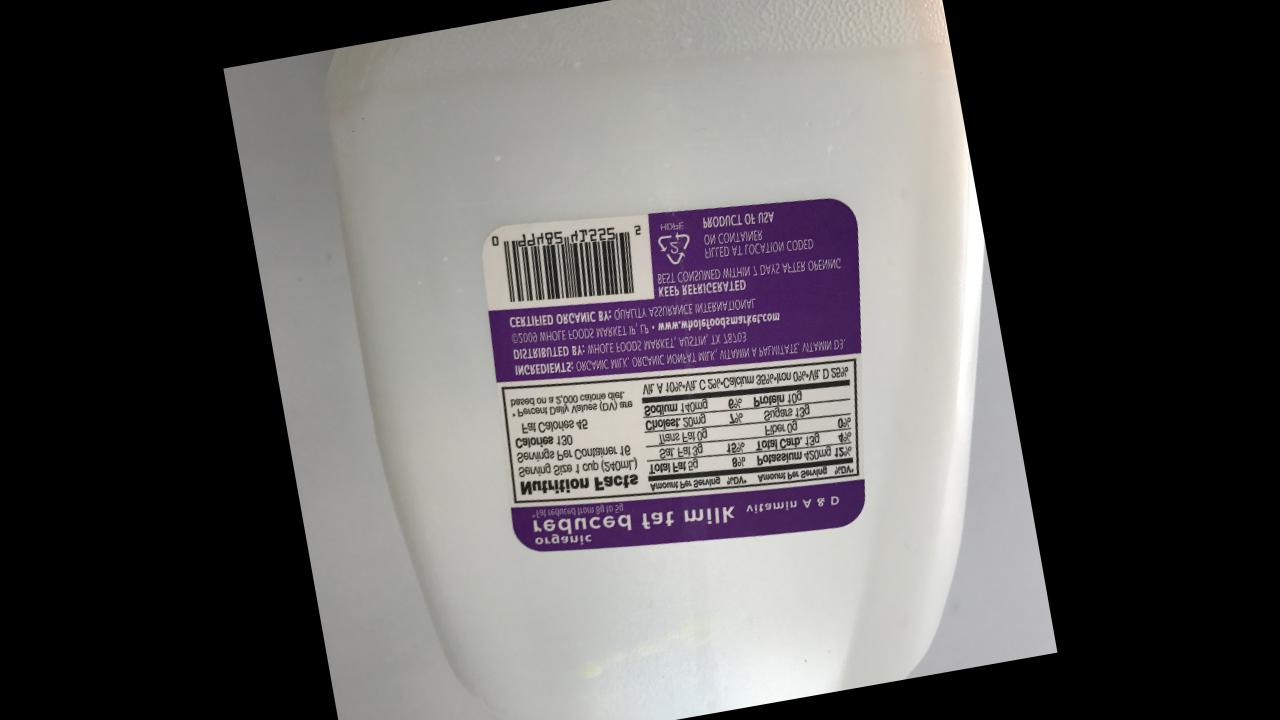 organic
reduced fat milk vitamin A & D
*Fat reduced from 8g to 5g
Nutrition Facts
Serving Size 1 cup (240mL)
Servings Per Container 16
Calories 130
Fat Calories 45
* Percent Daily Values (DV) are
based on a 2,000 calorie diet.
Amount Per Serving %DV* Amount Per Serving %DV*
Total Fat 5g 8% Potassium 420mg 12%
Sat. Fat 3g 15% Total Carb. 13g 4%
Trans Fat 0g Fiber 0g 0%
Cholest. 20mg 7% Sugars 13g
Sodium 140mg 6% Protein 10g
Vit. A 10%•Vit. C 2%•Calcium 35%•Iron 0%•Vit. D 25%
INGREDIENTS: ORGANIC MILK, ORGANIC NONFAT MILK, VITAMIN A PALMITATE, VITAMIN D3.
DISTRIBUTED BY: WHOLE FOODS MARKET, AUSTIN, TX 78703
©2009 WHOLE FOODS MARKET IP, LP • www.wholefoodsmarket.com
CERTIFIED ORGANIC BY: QUALITY ASSURANCE INTERNATIONAL
KEEP REFRIGERATED
BEST CONSUMED WITHIN 7 DAYS AFTER OPENING
FILLED AT LOCATION CODED
ON CONTAINER
PRODUCT OF USA
2
HDPE
0 99482 41552 5